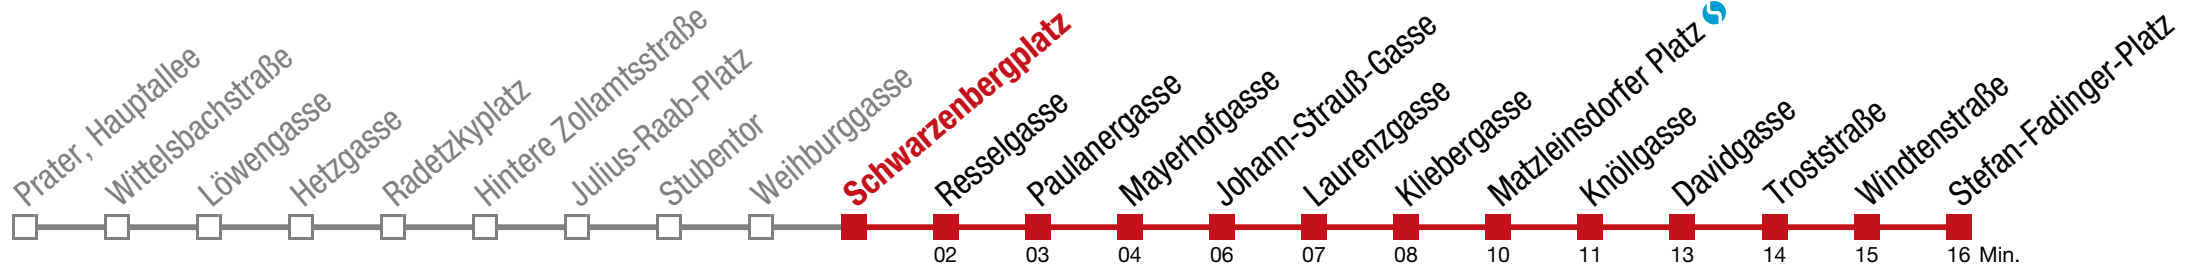 Prater, Hauptallee
Wittelsbachstraße
Löwengasse
Hetzgasse
Radetzkyplatz
Hintere Zollamtsstraße
Julius-Raab-Platz
Stubentor
Weihburggasse
Schwarzenbergplatz
Resselgasse
Paulanergasse
Mayerhofgasse
Johann-Strauß-Gasse
Laurenzgasse
Kliebergasse
Matzleinsdorfer Platz
Knöllgasse
Davidgasse
Troststraße
Windtenstraße
Stefan-Fadinger-Platz
02 03 04 06 07 08 10 11 13 14 15 16 Min.